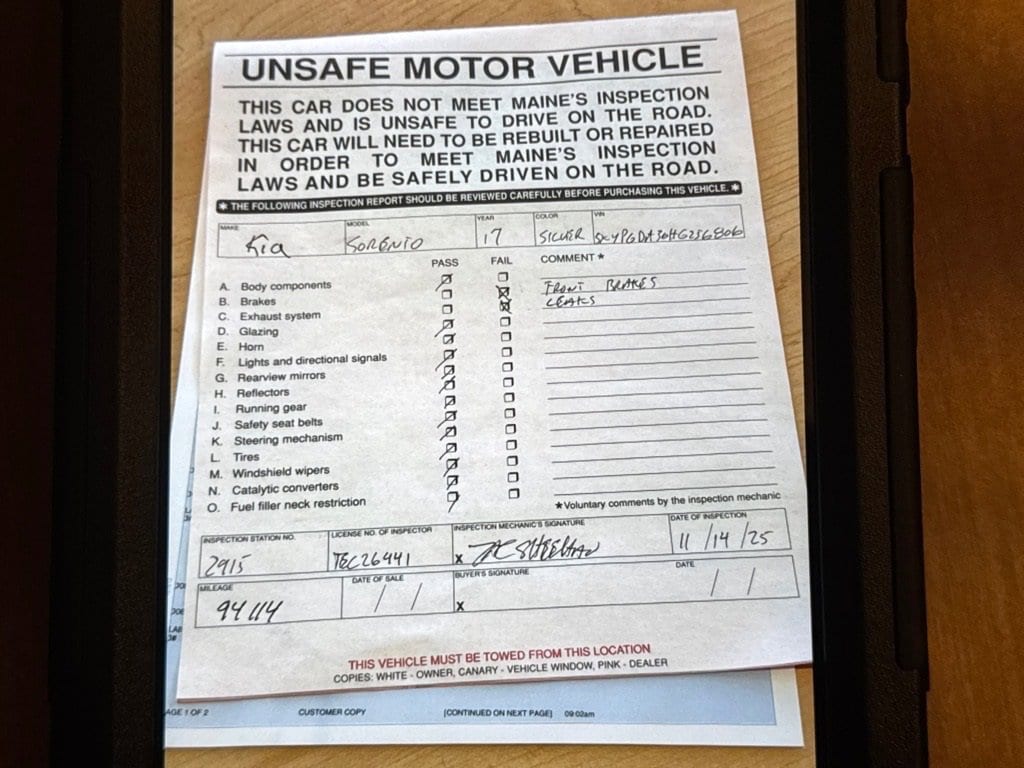 UNSAFE MOTOR VEHICLE
THIS CAR DOES NOT MEET MAINE'S INSPECTION
LAWS AND IS UNSAFE TO DRIVE ON THE ROAD.
THIS CAR WILL NEED TO BE REBUILT OR REPAIRED
IN ORDER TO MEET MAINE'S INSPECTION
LAWS AND BE SAFELY DRIVEN ON THE ROAD.
* THE FOLLOWING INSPECTION REPORT SHOULD BE REVIEWED CAREFULLY BEFORE PURCHASING THIS VEHICLE. *
MAKE MODEL YEAR COLOR VIN
Kia SORENTO 17 SILVER
PASS FAIL COMMENT *
A. Body components FRONT BRAKES
B. Brakes LEAKS
C. Exhaust system
D. Glazing
E. Horn
F. Lights and directional signals
G. Rearview mirrors
H. Reflectors
I. Running gear
J. Safety seat belts
K. Steering mechanism
L. Tires
M. Windshield wipers
N. Catalytic converters
O. Fuel filler neck restriction
*Voluntary comments by the inspection mechanic
INSPECTION STATION NO. LICENSE NO. OF INSPECTOR INSPECTION MECHANIC'S SIGNATURE DATE OF INSPECTION
2915 X 11/14/25
MILEAGE DATE OF SALE BUYER'S SIGNATURE DATE
94114 / / X / /
THIS VEHICLE MUST BE TOWED FROM THIS LOCATION
COPIES: WHITE - OWNER, CANARY - VEHICLE WINDOW, PINK - DEALER
AGE 1 OF 2 CUSTOMER COPY [CONTINUED ON NEXT PAGE] 09:02am